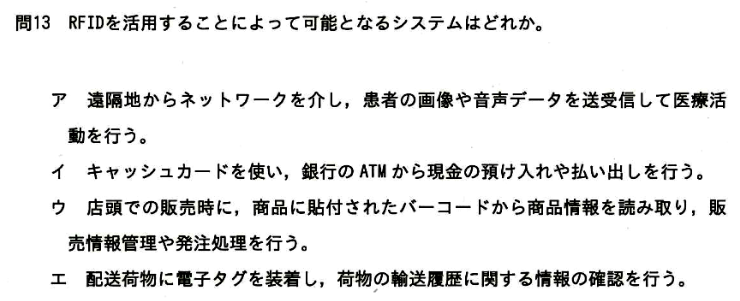 問13 RFIDを活用することによって可能となるシステムはどれか。
ア 遠隔地からネットワークを介し，患者の画像や音声データを送受信して医療活
動を行う。
イ キャッシュカードを使い，銀行のATMから現金の預け入れや払い出しを行う。
ウ 店頭での販売時に，商品に貼付されたバーコードから商品情報を読み取り，販
売情報管理や発注処理を行う。
エ 配送荷物に電子タグを装着し，荷物の輸送履歴に関する情報の確認を行う。